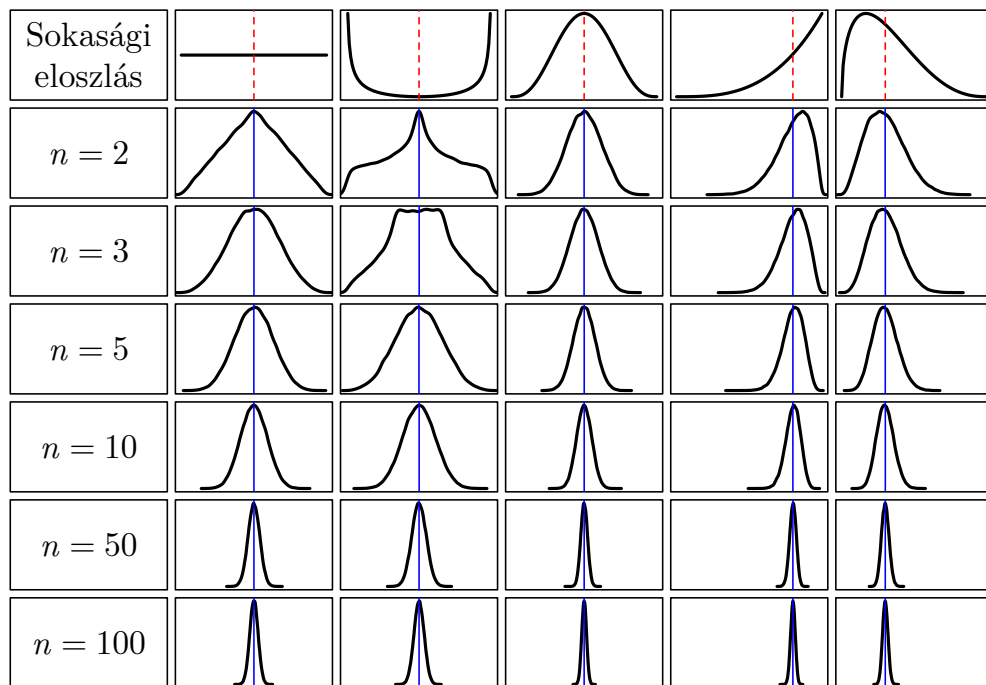 Sokasági
eloszlás
n = 2
n = 3
n = 5
n = 10
n = 50
n = 100